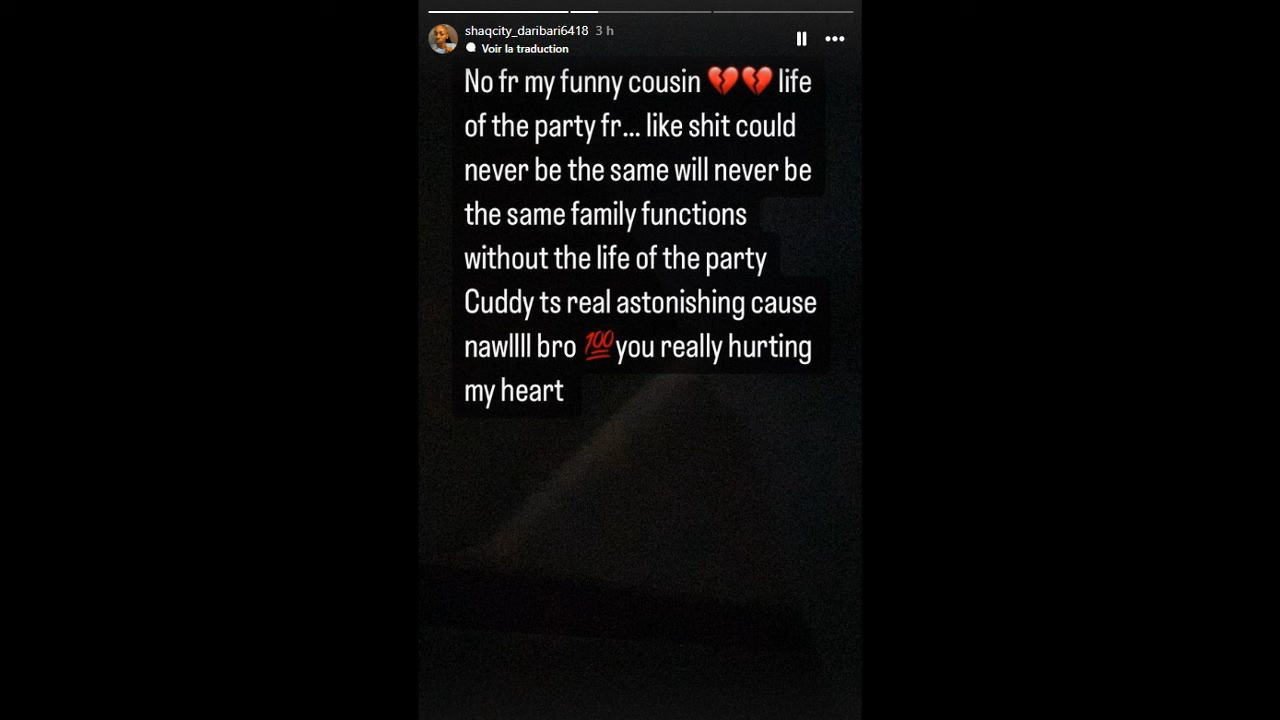 shaqcity_daribari6418 3 h
Voir la traduction
No fr my funny cousin 💔💔 life
of the party fr... like shit could
never be the same will never be
the same family functions
without the life of the party
Cuddy ts real astonishing cause
nawllll bro 💯you really hurting
my heart